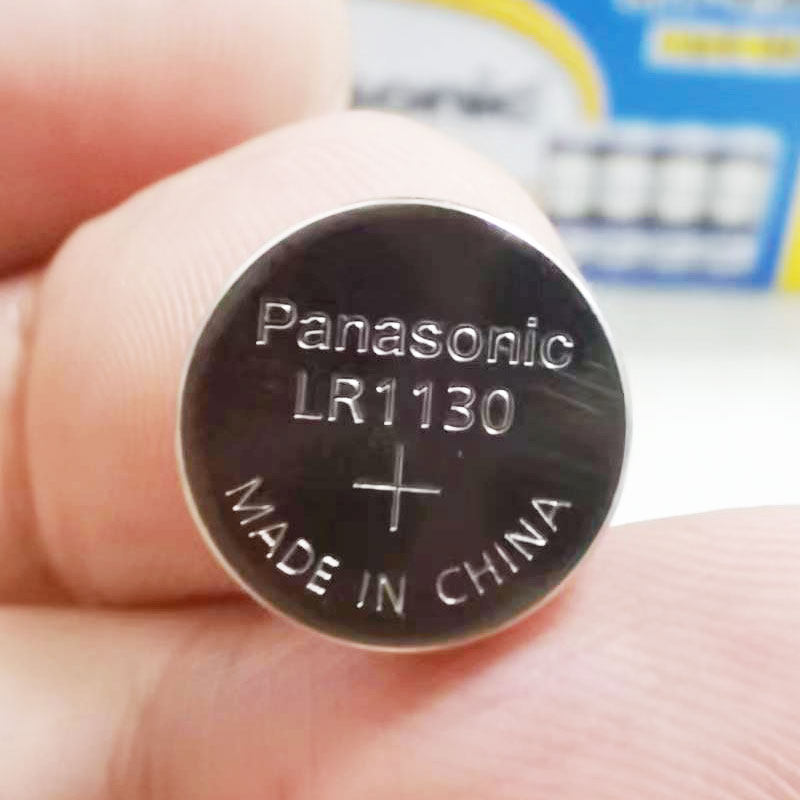 Panasonic
LR1130
+
MADE IN CHINA